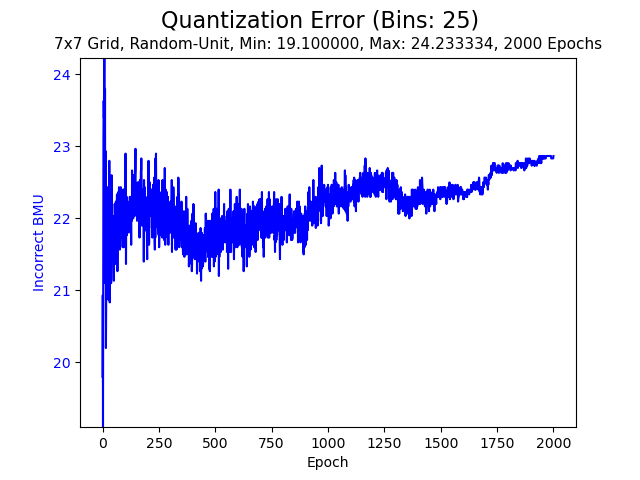 Quantization Error (Bins: 25)
7x7 Grid, Random-Unit, Min: 19.100000, Max: 24.233334, 2000 Epochs
24
23
22
21
20
Incorrect BMU
0 250 500 750 1000 1250 1500 1750 2000
Epoch